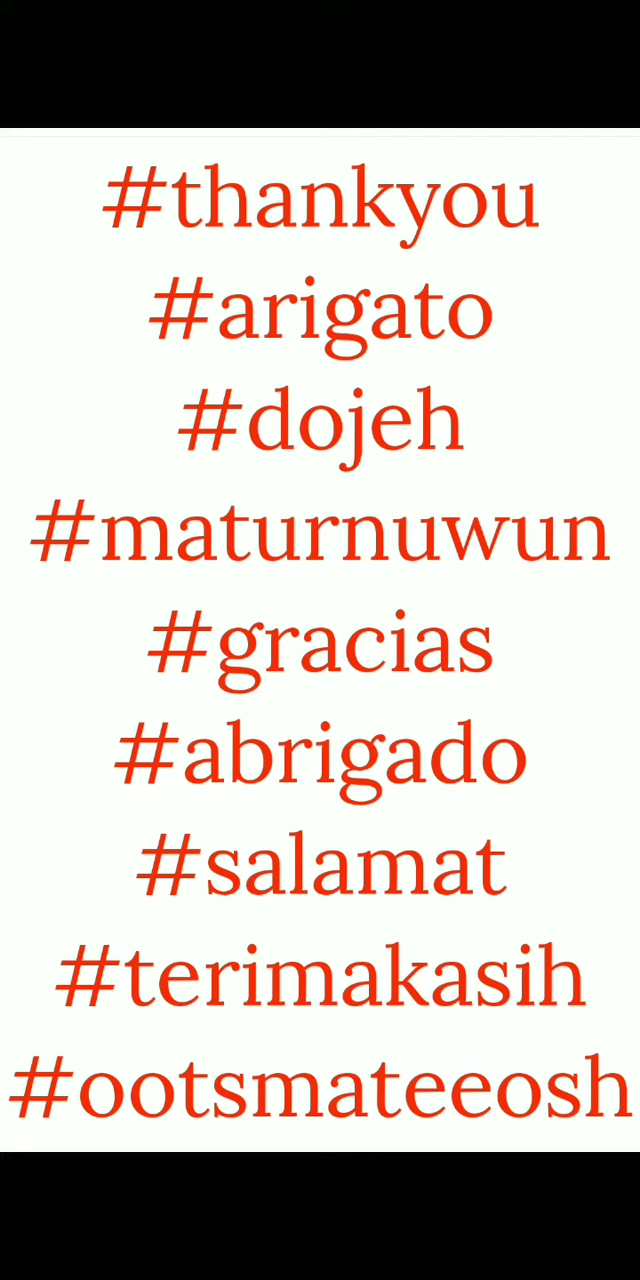 #thankyou
#arigato
#dojeh
#maturnuwun
#gracias
#abrigado
#salamat
#terimakasih
#ootsmateeosh